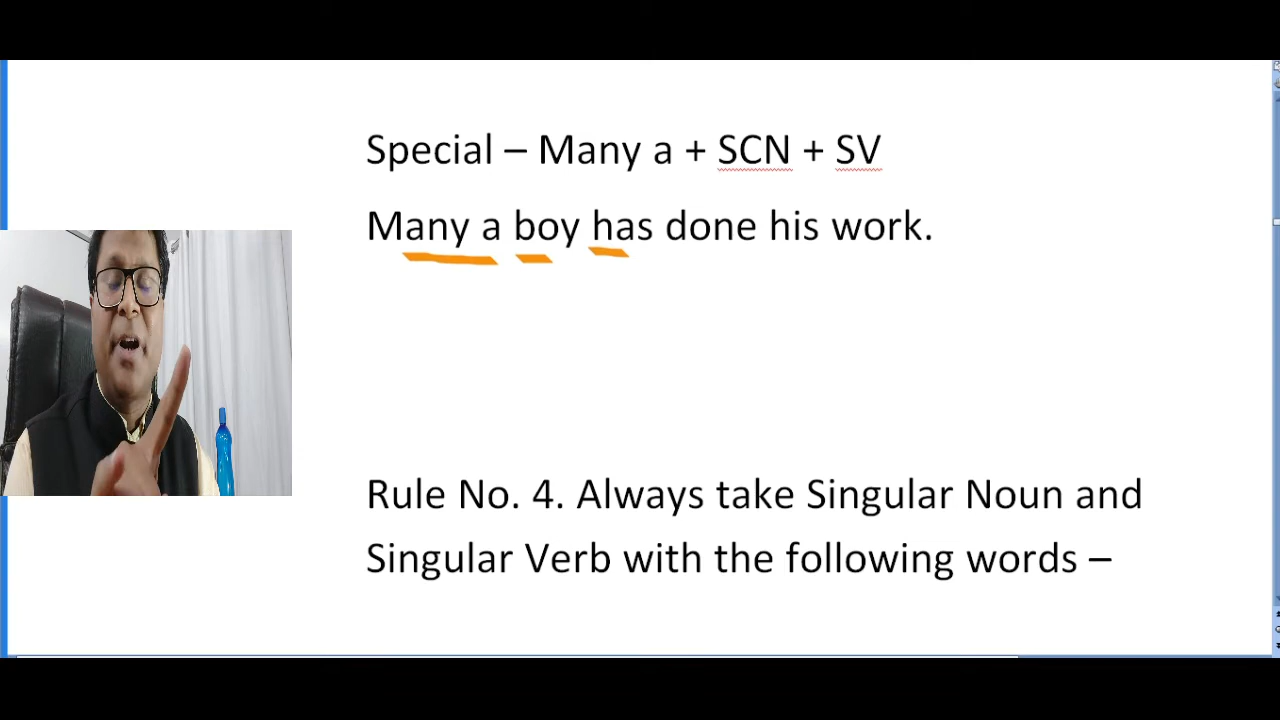 Special – Many a + SCN + SV
Many a boy has done his work.
Rule No. 4. Always take Singular Noun and
Singular Verb with the following words –